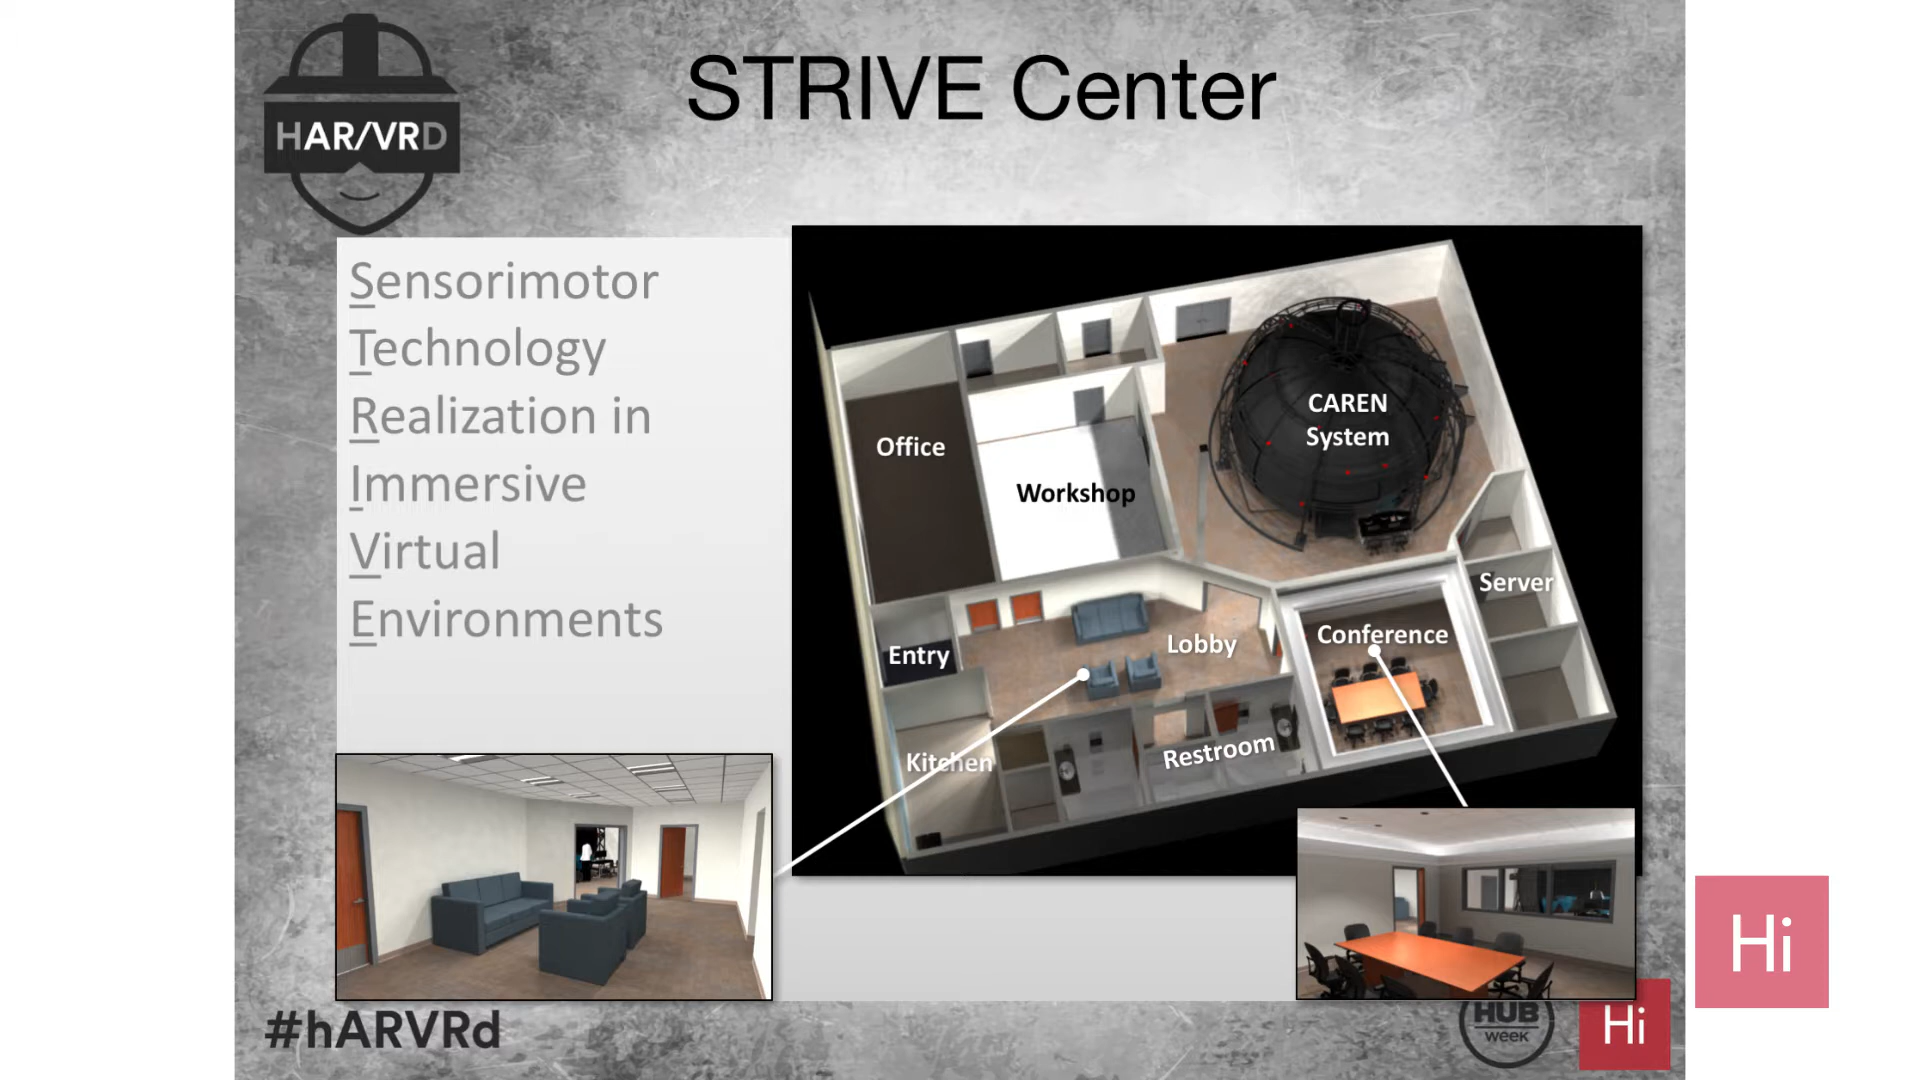 HAR/VRD
STRIVE Center
Sensorimotor
Technology
Realization in
Immersive
Virtual
Environments
CAREN
System
Office
Workshop
Server
Conference
Lobby
Entry
Restroom
Kitchen
#hARVRd
HUB
week
Hi
Hi